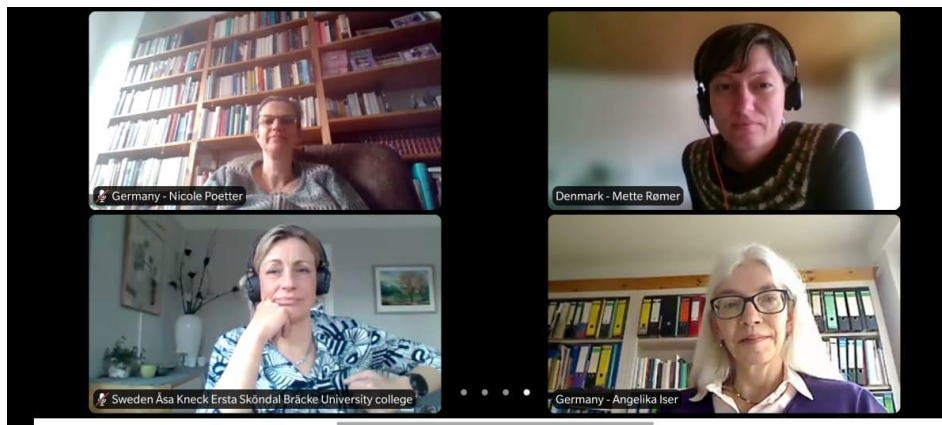 Germany - Nicole Poetter
Denmark - Mette Rømer
Sweden Åsa Kneck Ersta Sköndal Bräcke University college
Germany - Angelika Iser